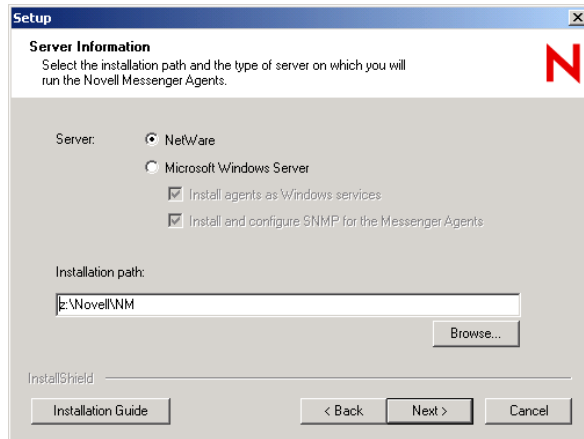 Setup
Server Information
Select the installation path and the type of server on which you will
run the Novell Messenger Agents.
N
Server:
NetWare
Microsoft Windows Server
Install agents as Windows services
Install and configure SNMP for the Messenger Agents
Installation path:
z:\Novell\NM
Browse...
InstallShield
Installation Guide
< Back
Next >
Cancel